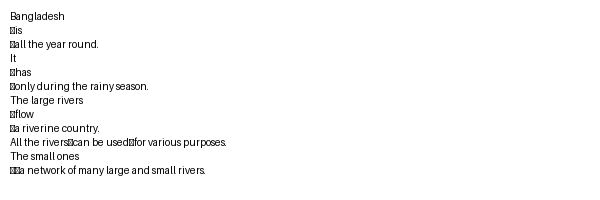 Bangladesh
is
all the year round.
It
has
only during the rainy season.
The large rivers
flow
a riverine country.
All the rivers can be used for various purposes.
The small ones
a network of many large and small rivers.